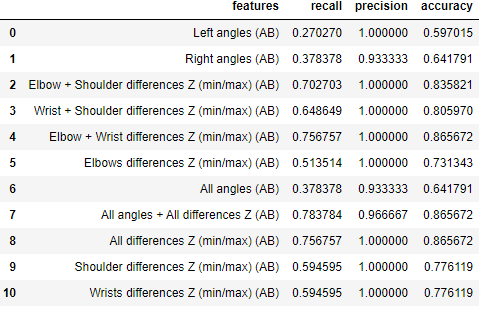 features recall precision accuracy
0 Left angles (AB) 0.270270 1.000000 0.597015
1 Right angles (AB) 0.378378 0.933333 0.641791
2 Elbow + Shoulder differences Z (min/max) (AB) 0.702703 1.000000 0.835821
3 Wrist + Shoulder differences Z (min/max) (AB) 0.648649 1.000000 0.805970
4 Elbow + Wrist differences Z (min/max) (AB) 0.756757 1.000000 0.865672
5 Elbows differences Z (min/max) (AB) 0.513514 1.000000 0.731343
6 All angles (AB) 0.378378 0.933333 0.641791
7 All angles + All differences Z (AB) 0.783784 0.966667 0.865672
8 All differences Z (min/max) (AB) 0.756757 1.000000 0.865672
9 Shoulder differences Z (min/max) (AB) 0.594595 1.000000 0.776119
10 Wrists differences Z (min/max) (AB) 0.594595 1.000000 0.776119